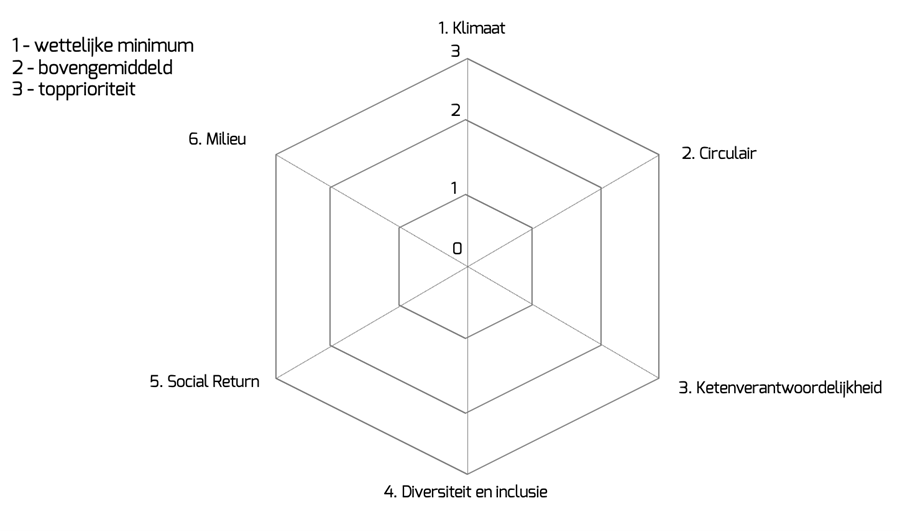 1. Klimaat
1 - wettelijke minimum
2 - bovengemiddeld
3 - topprioriteit
3
2
6. Milieu
2. Circulair
1
0
5. Social Return
3. Ketenverantwoordelijkheid
4. Diversiteit en inclusie